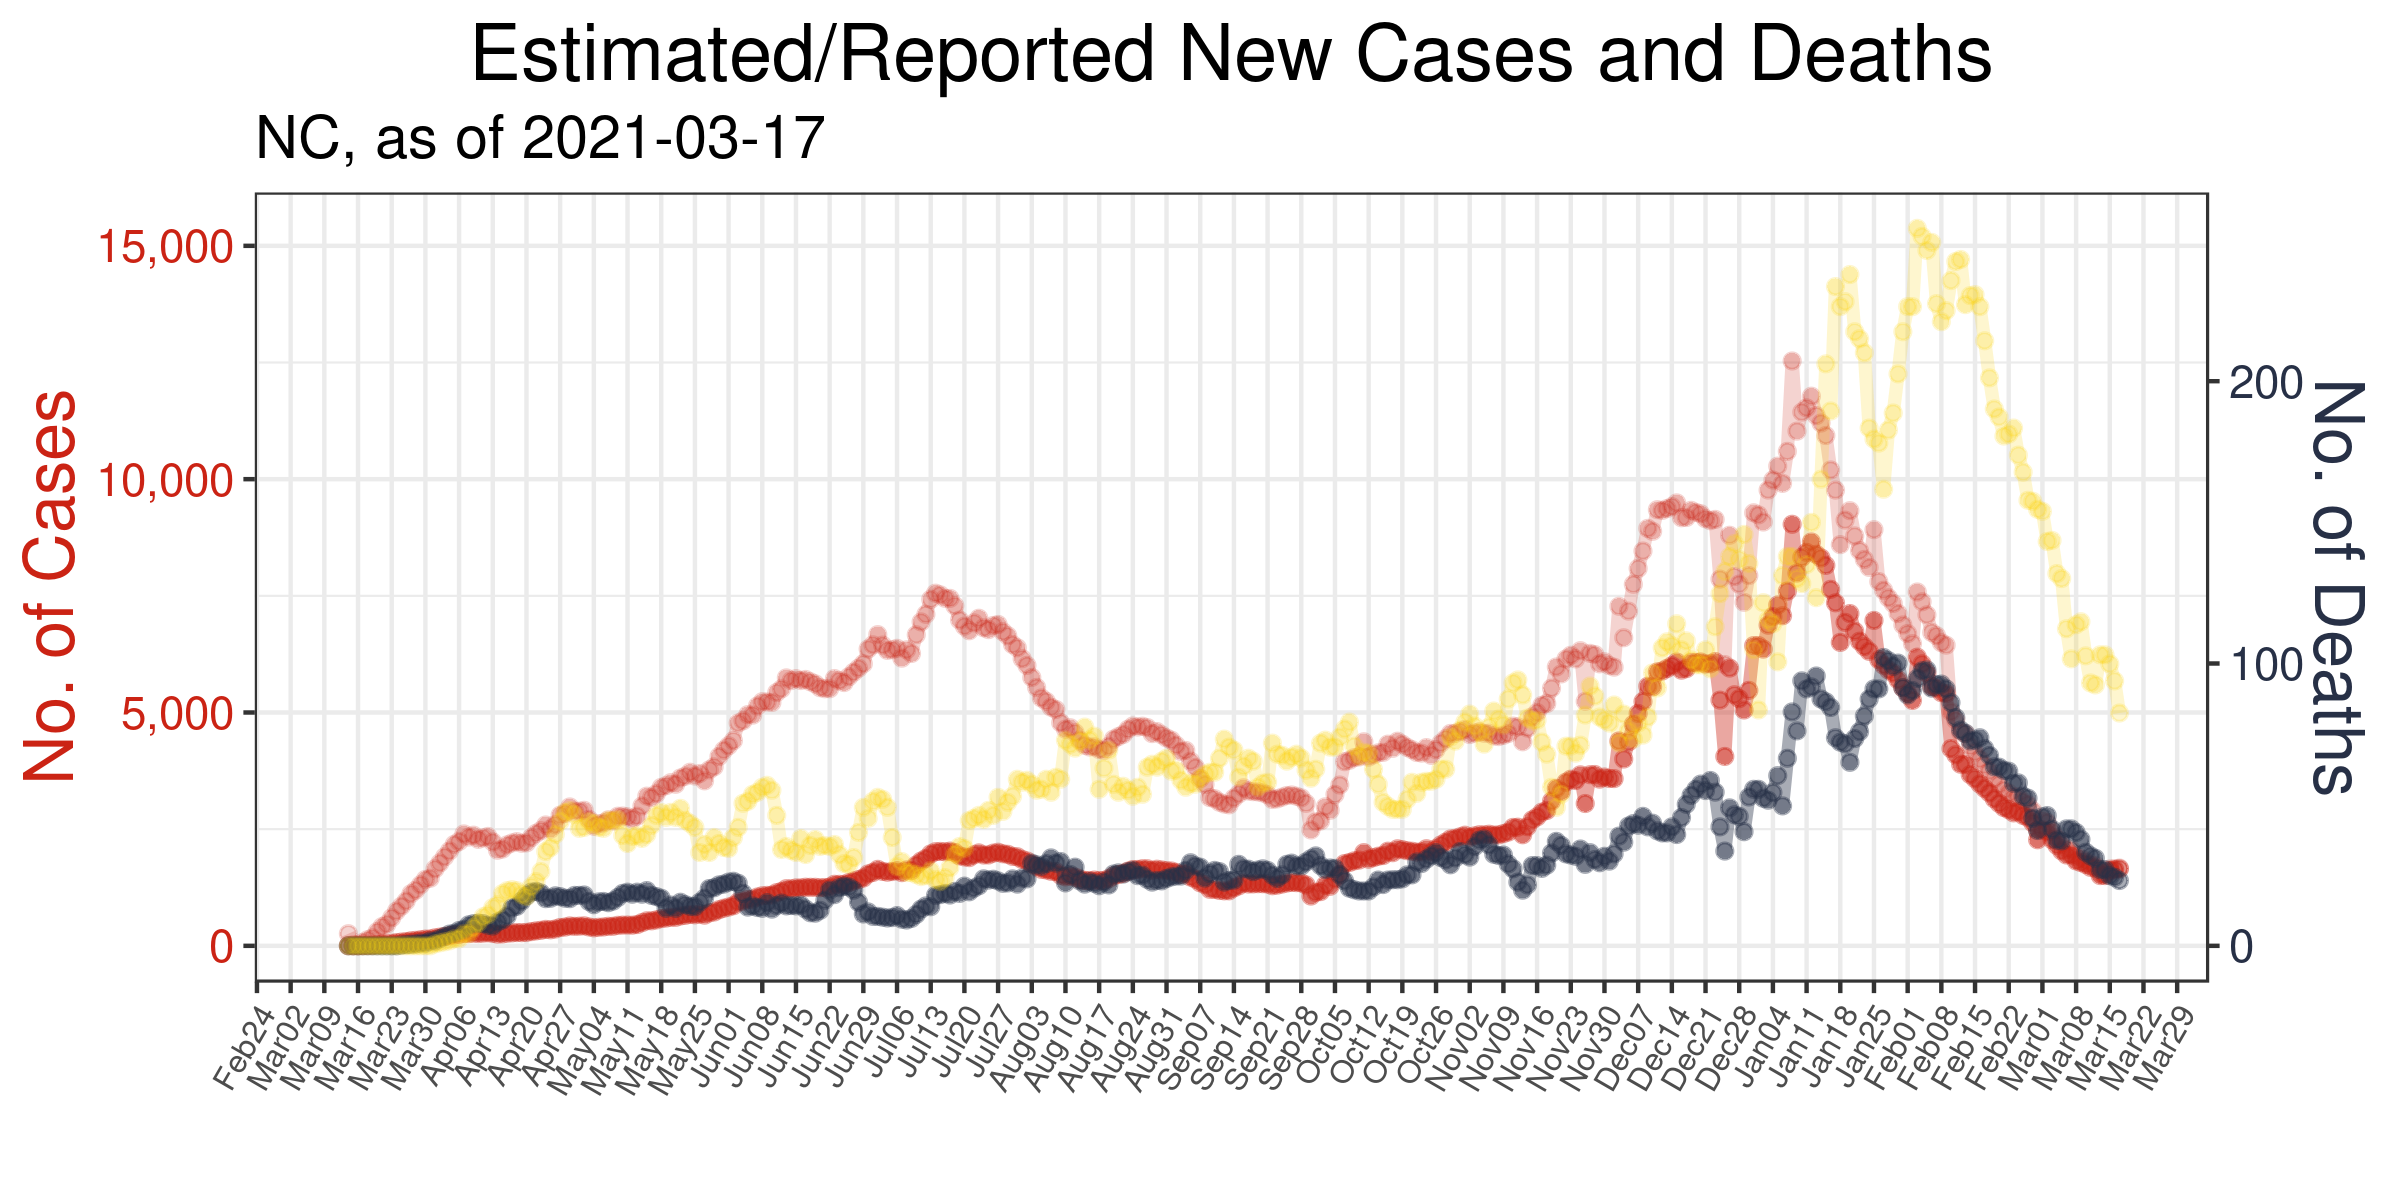 Estimated/Reported New Cases and Deaths
NC, as of 2021-03-17
No. of Cases
15,000
10,000
5,000
0
200
100
0
No. of Deaths
Feb24
Mar02
Mar09
Mar16
Mar23
Mar30
Apr06
Apr13
Apr20
Apr27
May04
May11
May18
May25
Jun01
Jun08
Jun15
Jun22
Jun29
Jul06
Jul13
Jul20
Jul27
Aug03
Aug10
Aug17
Aug24
Aug31
Sep07
Sep14
Sep21
Sep28
Oct05
Oct12
Oct19
Oct26
Nov02
Nov09
Nov16
Nov23
Nov30
Dec07
Dec14
Dec21
Dec28
Jan04
Jan11
Jan18
Jan25
Feb01
Feb08
Feb15
Feb22
Mar01
Mar08
Mar15
Mar22
Mar29